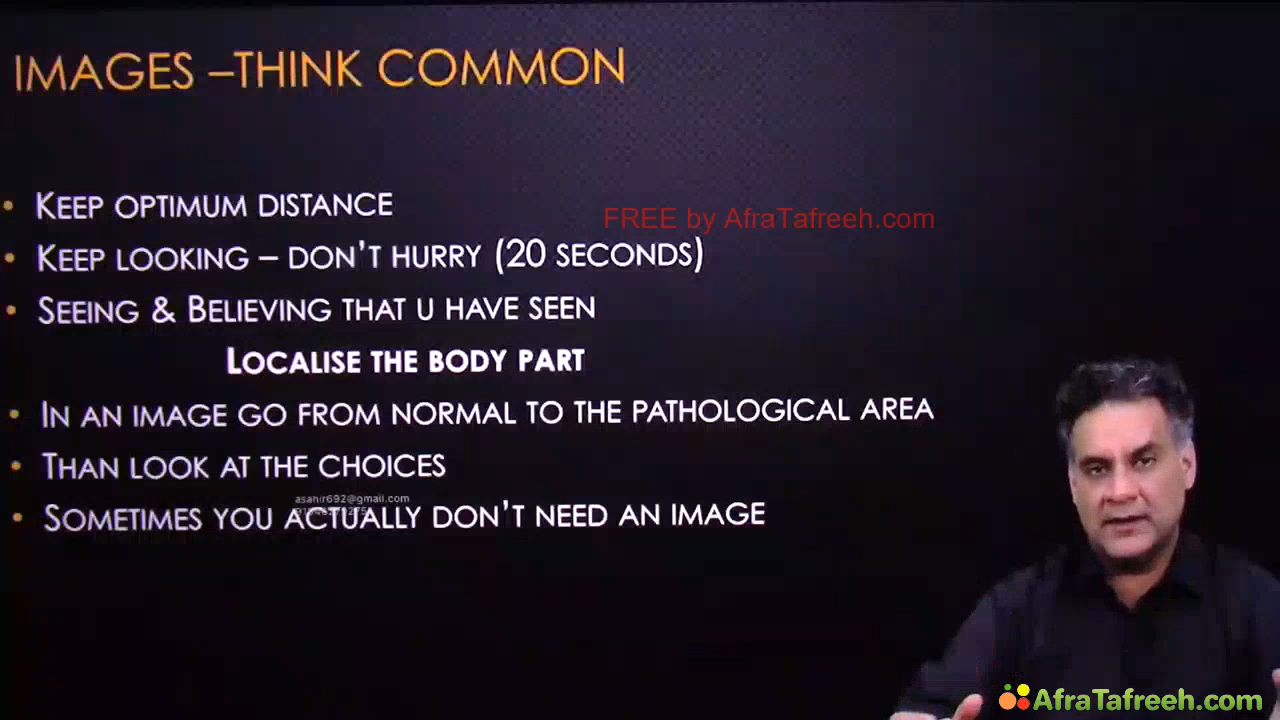 IMAGES –THINK COMMON
• KEEP OPTIMUM DISTANCE
FREE by AfraTafreeh.com
• KEEP LOOKING – DON'T HURRY (20 SECONDS)
• SEEING & BELIEVING THAT U HAVE SEEN
LOCALISE THE BODY PART
• IN AN IMAGE GO FROM NORMAL TO THE PATHOLOGICAL AREA
• THAN LOOK AT THE CHOICES
asahir692@gmail.com
• SOMETIMES YOU ACTUALLY DON'T NEED AN IMAGE
AfraTafreeh.com